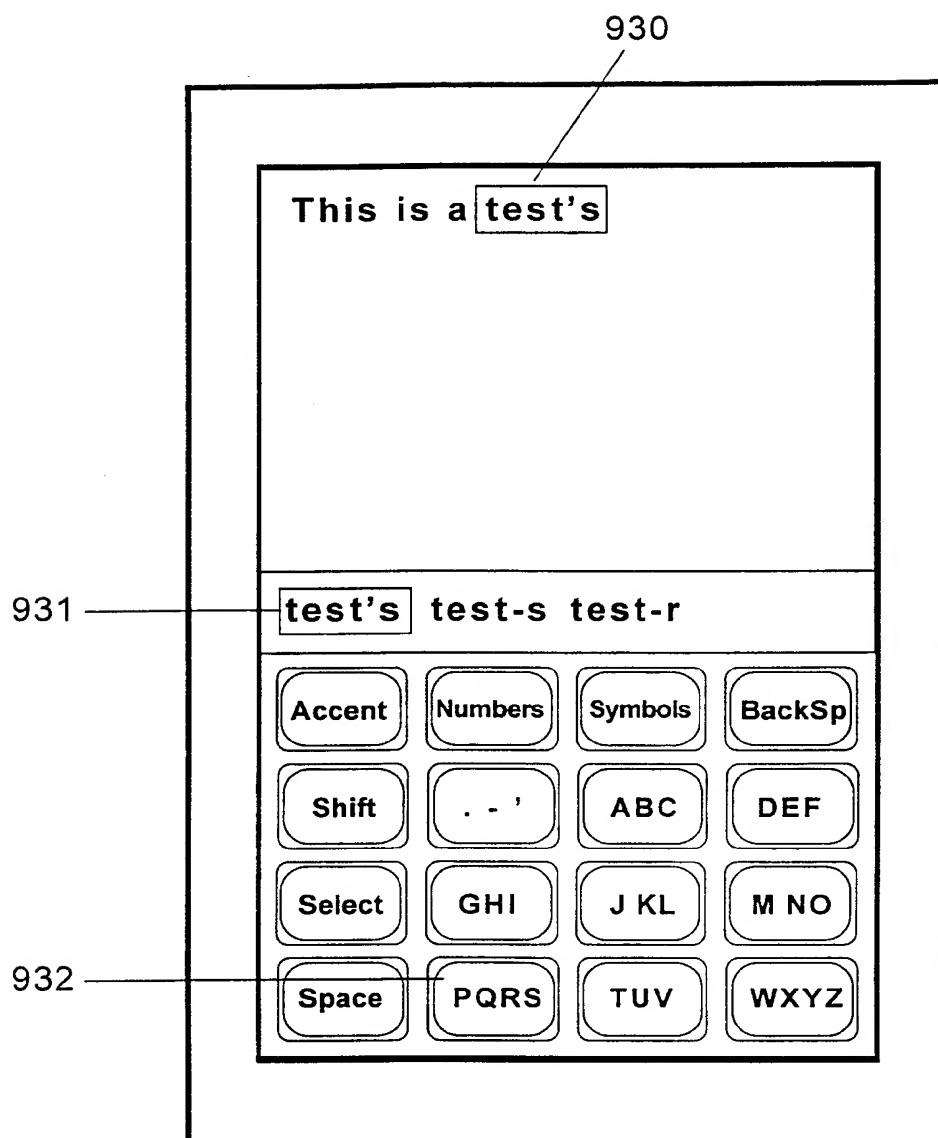 930
This is a test's
931 test's test-s test-r
Accent Numbers Symbols BackSp
Shift . - ' ABC DEF
Select GHI J KL M NO
932 Space PQRS TUV WXYZ